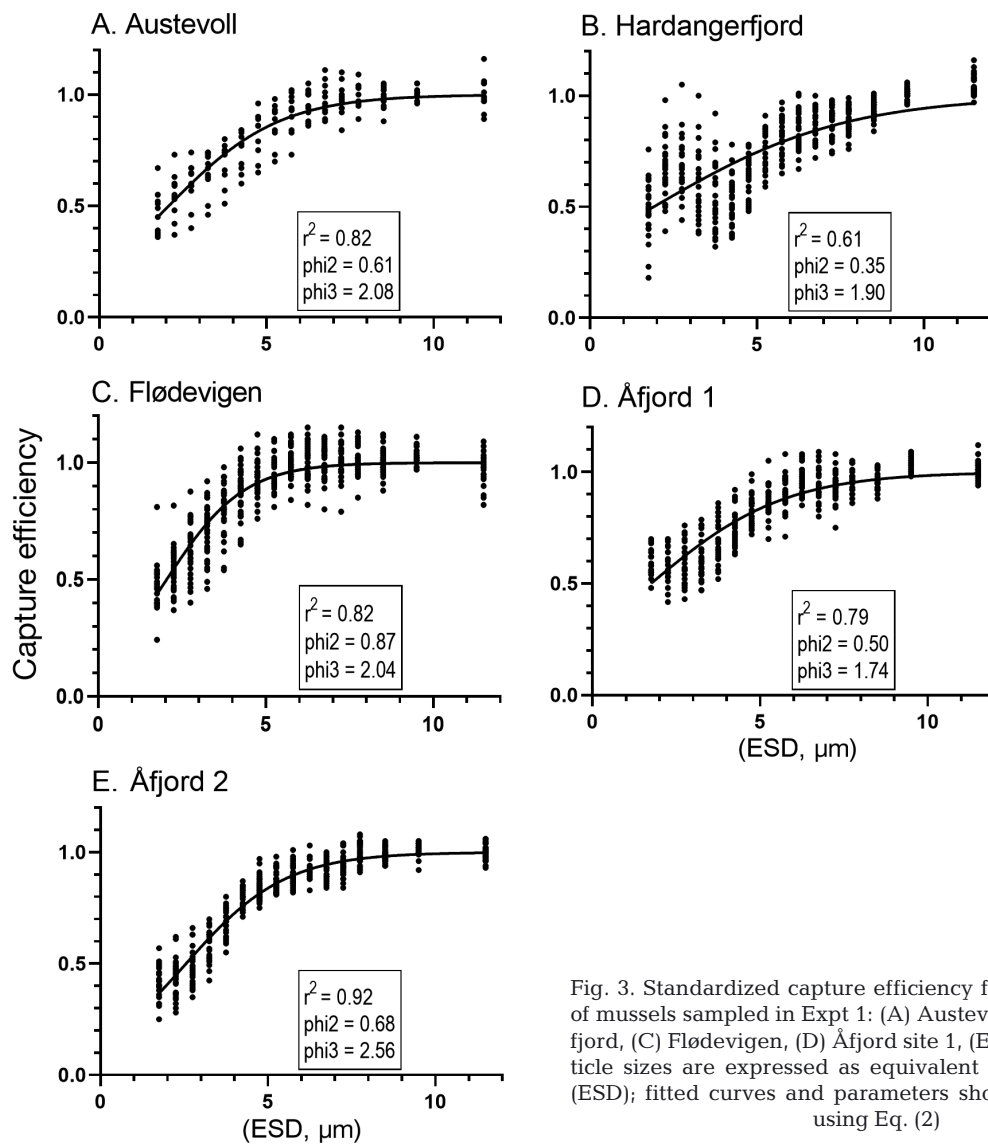 A. Austevoll
1.0
0.5
0.0
0
5
10
r² = 0.82
phi2 = 0.61
phi3 = 2.08
B. Hardangerfjord
1.0
0.5
0.0
0
5
10
r² = 0.61
phi2 = 0.35
phi3 = 1.90
Capture efficiency
C. Flødevigen
1.0
0.5
0.0
0
5
10
r² = 0.82
phi2 = 0.87
phi3 = 2.04
D. Åfjord 1
1.0
0.5
0.0
0
5
10
r² = 0.79
phi2 = 0.50
phi3 = 1.74
(ESD, µm)
E. Åfjord 2
1.0
0.5
0.0
0
5
10
r² = 0.92
phi2 = 0.68
phi3 = 2.56
(ESD, µm)
Fig. 3. Standardized capture efficiency f
of mussels sampled in Expt 1: (A) Austev
fjord, (C) Flødevigen, (D) Åfjord site 1, (E
ticle sizes are expressed as equivalent
(ESD); fitted curves and parameters sho
using Eq. (2)